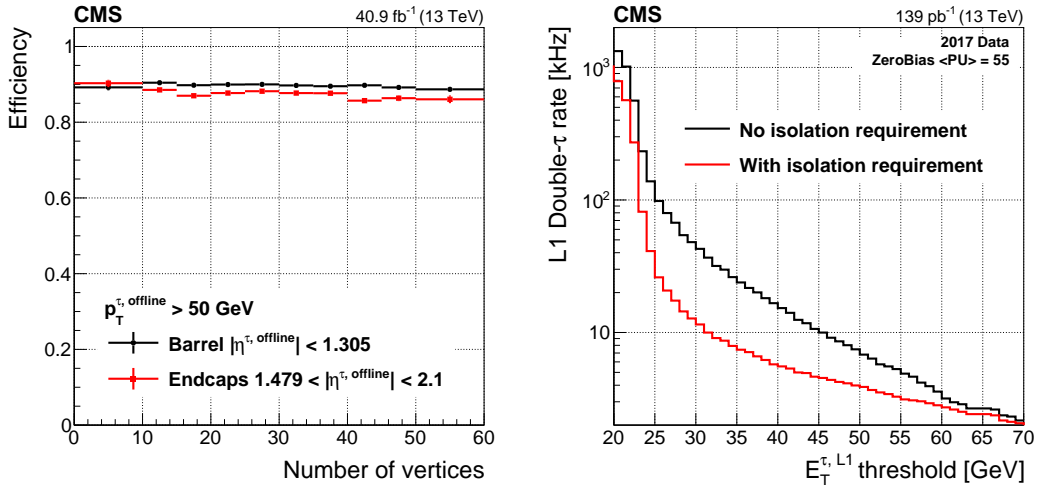 CMS 40.9 fb⁻¹ (13 TeV)
Efficiency
1
0.8
0.6
0.4
0.2
0
p_T^{τ, offline} > 50 GeV
Barrel |η^{τ, offline}| < 1.305
Endcaps 1.479 < |η^{τ, offline}| < 2.1
0 10 20 30 40 50 60
Number of vertices
CMS 139 pb⁻¹ (13 TeV)
2017 Data
ZeroBias <PU> = 55
L1 Double-τ rate [kHz]
No isolation requirement
With isolation requirement
10³
10²
10
20 25 30 35 40 45 50 55 60 65 70
E_T^{τ, L1} threshold [GeV]